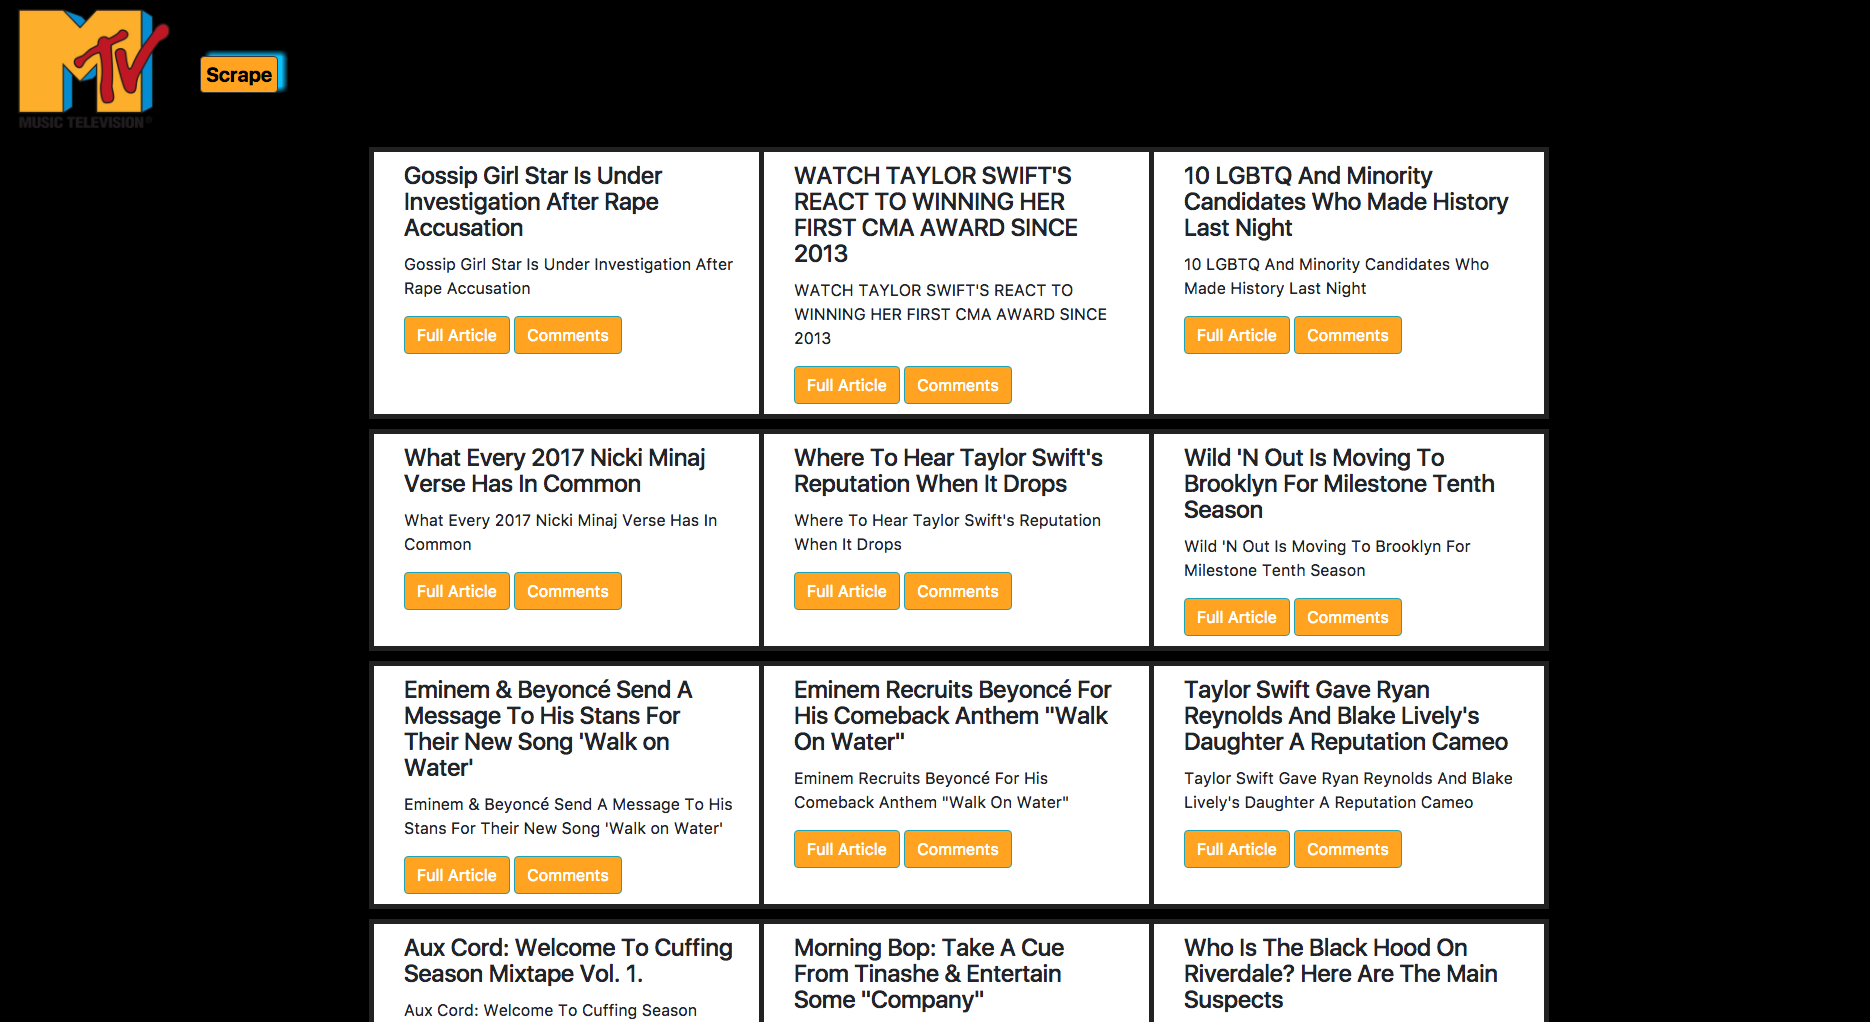 MTV
MUSIC TELEVISION®
Scrape
Gossip Girl Star Is Under
Investigation After Rape
Accusation
Gossip Girl Star Is Under Investigation After
Rape Accusation
Full Article
Comments
WATCH TAYLOR SWIFT'S
REACT TO WINNING HER
FIRST CMA AWARD SINCE
2013
WATCH TAYLOR SWIFT'S REACT TO
WINNING HER FIRST CMA AWARD SINCE
2013
Full Article
Comments
10 LGBTQ And Minority
Candidates Who Made History
Last Night
10 LGBTQ And Minority Candidates Who
Made History Last Night
Full Article
Comments
What Every 2017 Nicki Minaj
Verse Has In Common
What Every 2017 Nicki Minaj Verse Has In
Common
Full Article
Comments
Where To Hear Taylor Swift's
Reputation When It Drops
Where To Hear Taylor Swift's Reputation
When It Drops
Full Article
Comments
Wild 'N Out Is Moving To
Brooklyn For Milestone Tenth
Season
Wild 'N Out Is Moving To Brooklyn For
Milestone Tenth Season
Full Article
Comments
Eminem & Beyoncé Send A
Message To His Stans For
Their New Song 'Walk on
Water'
Eminem & Beyoncé Send A Message To His
Stans For Their New Song 'Walk on Water'
Full Article
Comments
Eminem Recruits Beyoncé For
His Comeback Anthem "Walk
On Water"
Eminem Recruits Beyoncé For His
Comeback Anthem "Walk On Water"
Full Article
Comments
Taylor Swift Gave Ryan
Reynolds And Blake Lively's
Daughter A Reputation Cameo
Taylor Swift Gave Ryan Reynolds And Blake
Lively's Daughter A Reputation Cameo
Full Article
Comments
Aux Cord: Welcome To Cuffing
Season Mixtape Vol. 1.
Aux Cord: Welcome To Cuffing Season
Morning Bop: Take A Cue
From Tinashe & Entertain
Some "Company"
Who Is The Black Hood On
Riverdale? Here Are The Main
Suspects